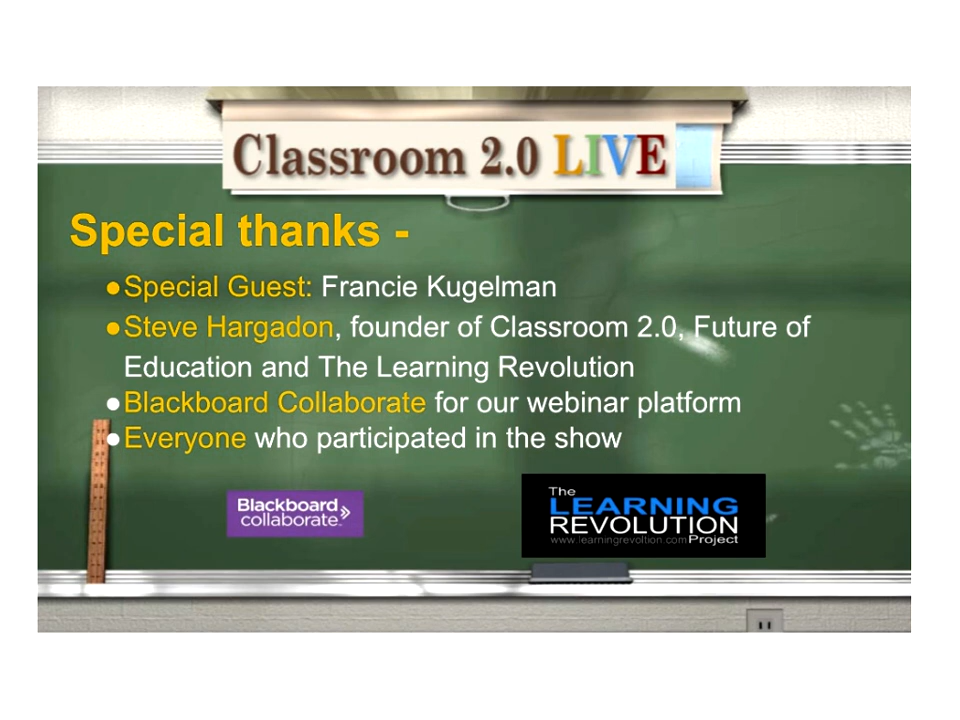 Classroom 2.0 LIVE
Special thanks -
●Special Guest: Francie Kugelman
●Steve Hargadon, founder of Classroom 2.0, Future of
Education and The Learning Revolution
●Blackboard Collaborate for our webinar platform
●Everyone who participated in the show
Blackboard
collaborate™
The
LEARNING
REVOLUTION
www.learningrevoltion.com Project